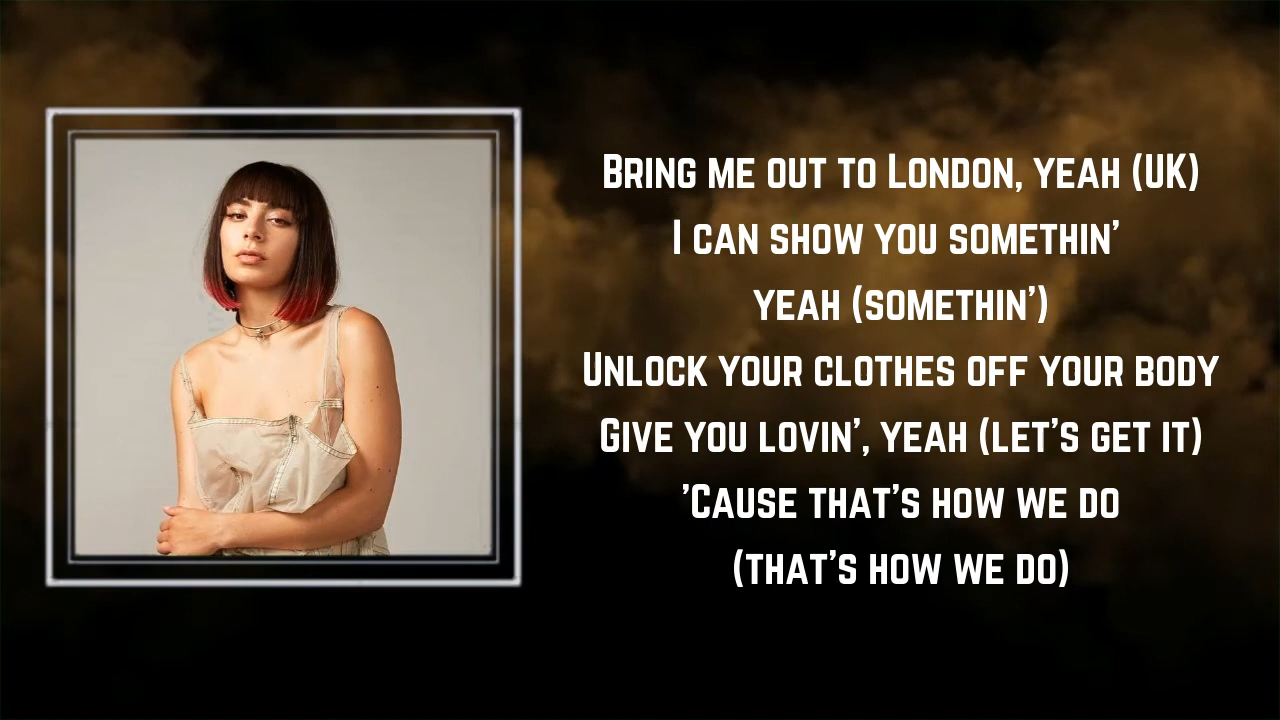 Bring me out to London, yeah (UK)
I can show you somethin'
yeah (somethin')
Unlock your clothes off your body
Give you lovin', yeah (let's get it)
'Cause that's how we do
(that's how we do)